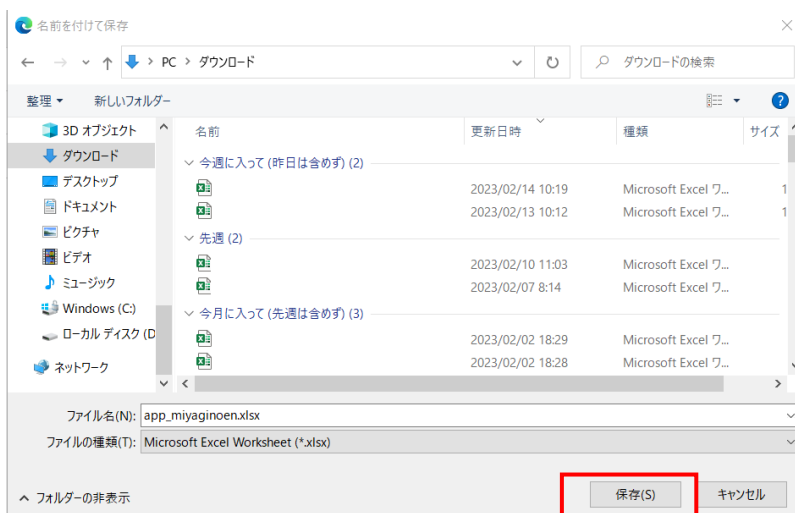 名前を付けて保存
PC > ダウンロード ダウンロードの検索
整理 新しいフォルダー
3D オブジェクト 名前 更新日時 種類 サイズ
ダウンロード 今週に入って (昨日は含めず) (2)
デスクトップ 2023/02/14 10:19 Microsoft Excel ワ... 1
ドキュメント 2023/02/13 10:12 Microsoft Excel ワ... 1
ピクチャ 先週 (2)
ビデオ 2023/02/10 11:03 Microsoft Excel ワ...
ミュージック 2023/02/07 8:14 Microsoft Excel ワ...
Windows (C:) 今月に入って (先週は含めず) (3)
ローカル ディスク (D 2023/02/02 18:29 Microsoft Excel ワ...
ネットワーク 2023/02/02 18:28 Microsoft Excel ワ...
ファイル名(N): app_miyaginoen.xlsx
ファイルの種類(T): Microsoft Excel Worksheet (*.xlsx)
フォルダーの非表示 保存(S) キャンセル